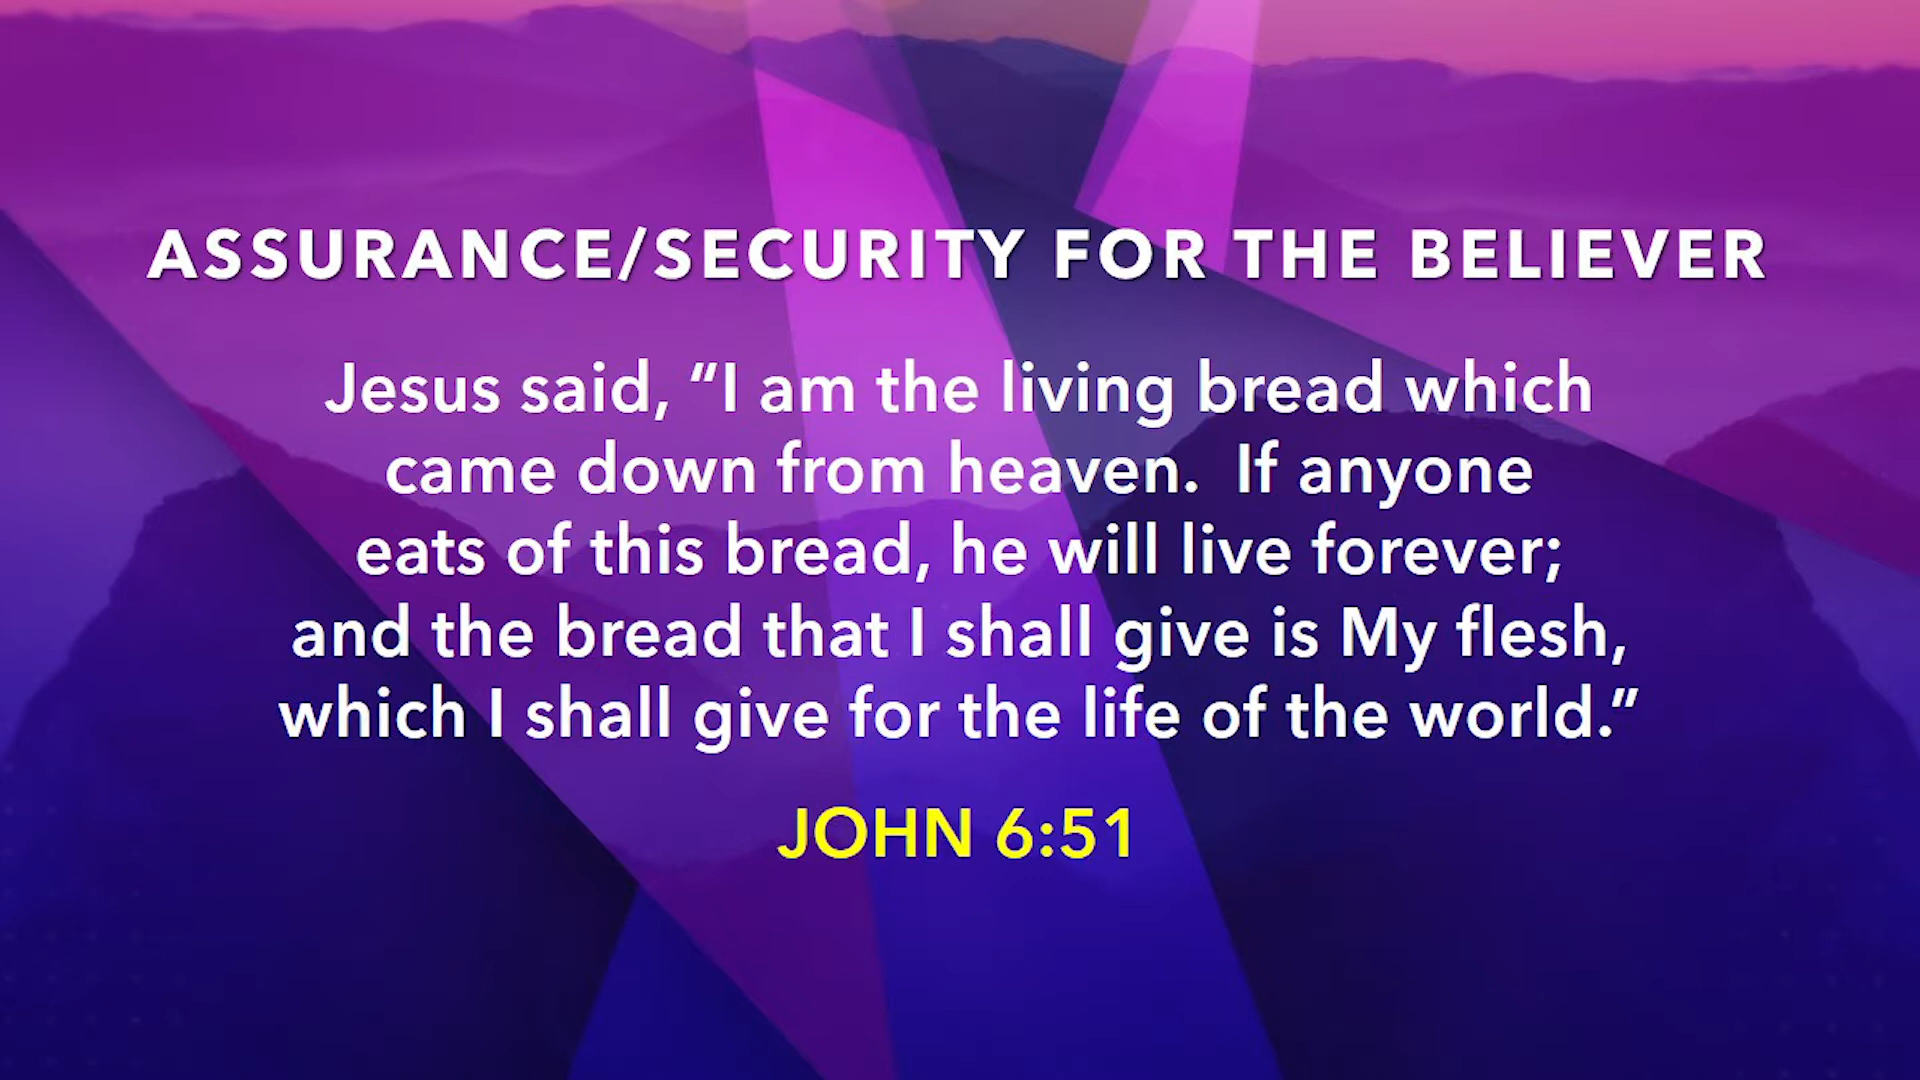 ASSURANCE/SECURITY FOR THE BELIEVER
Jesus said, “I am the living bread which
came down from heaven.  If anyone
eats of this bread, he will live forever;
and the bread that I shall give is My flesh,
which I shall give for the life of the world.”
JOHN 6:51